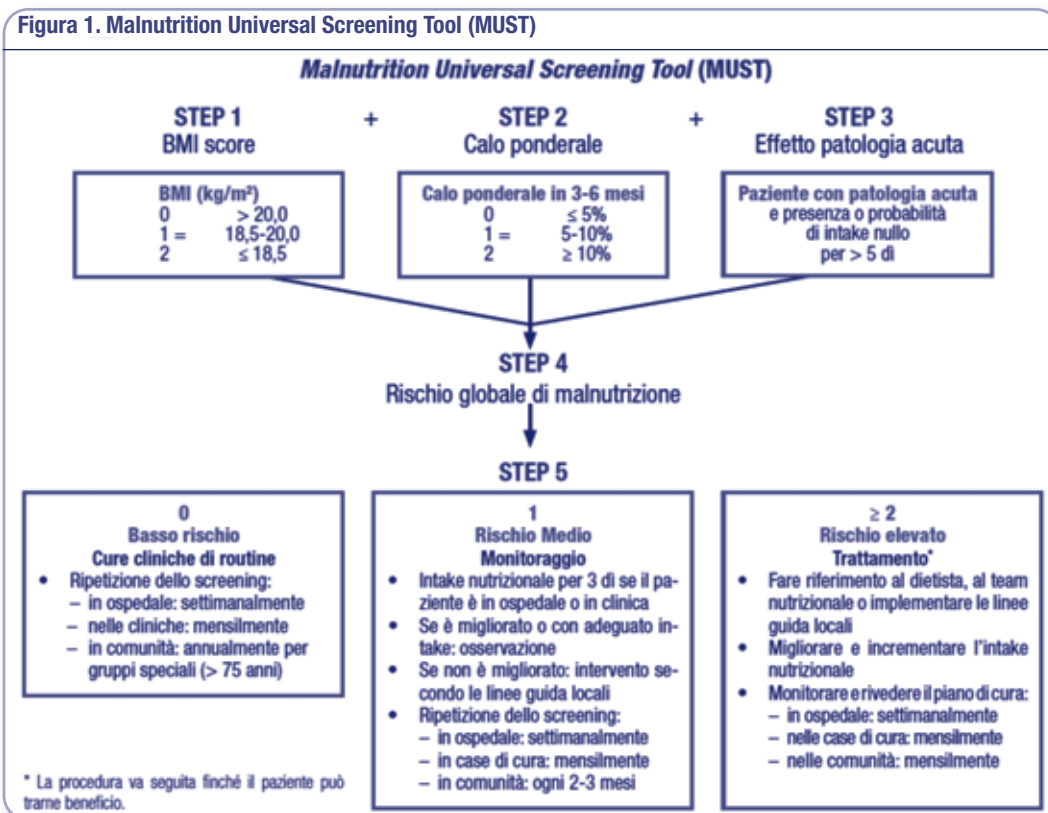 Figura 1. Malnutrition Universal Screening Tool (MUST)
Malnutrition Universal Screening Tool (MUST)
STEP 1
BMI score
+
STEP 2
Calo ponderale
+
STEP 3
Effetto patologia acuta
BMI (kg/m²)
0 > 20,0
1 = 18,5-20,0
2 ≤ 18,5
Calo ponderale in 3-6 mesi
0 ≤ 5%
1 = 5-10%
2 ≥ 10%
Paziente con patologia acuta
e presenza o probabilità
di intake nullo
per > 5 dì
STEP 4
Rischio globale di malnutrizione
STEP 5
0
Basso rischio
Cure cliniche di routine
• Ripetizione dello screening:
– in ospedale: settimanalmente
– nelle cliniche: mensilmente
– in comunità: annualmente per
gruppi speciali (> 75 anni)
1
Rischio Medio
Monitoraggio
• Intake nutrizionale per 3 dì se il pa-
ziente è in ospedale o in clinica
• Se è migliorato o con adeguato in-
take: osservazione
• Se non è migliorato: intervento se-
condo le linee guida locali
• Ripetizione dello screening:
– in ospedale: settimanalmente
– in case di cura: mensilmente
– in comunità: ogni 2-3 mesi
≥ 2
Rischio elevato
Trattamento*
• Fare riferimento al dietista, al team
nutrizionale o implementare le linee
guida locali
• Migliorare e incrementare l'intake
nutrizionale
• Monitorare e rivedere il piano di cura:
– in ospedale: settimanalmente
– nelle case di cura: mensilmente
– nelle comunità: mensilmente
* La procedura va seguita finché il paziente può
trarne beneficio.